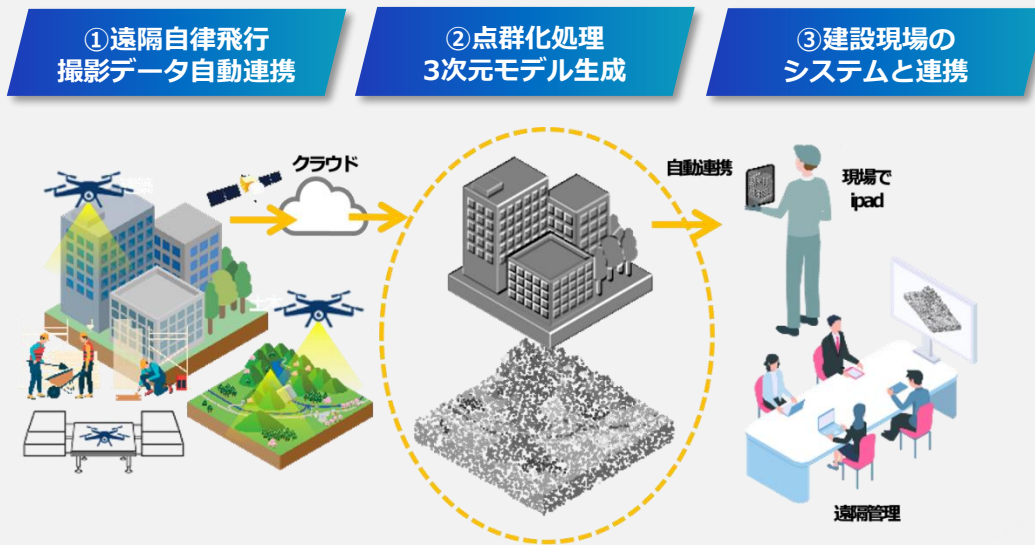 ①遠隔自律飛行
撮影データ自動連携
②点群化処理
3次元モデル生成
③建設現場の
システムと連携
クラウド
自動連携
現場で
ipad
土木
遠隔管理